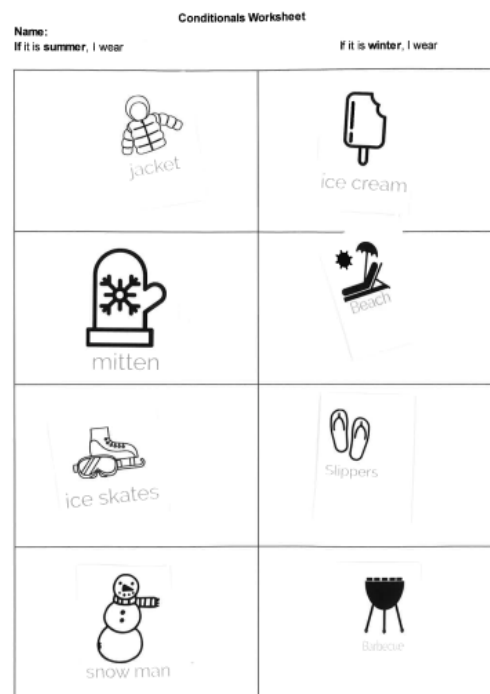 Conditionals Worksheet
Name:
If it is summer, I wear
If it is winter, I wear
jacket
ice cream
mitten
Beach
ice skates
Slippers
snow man
Barbecue